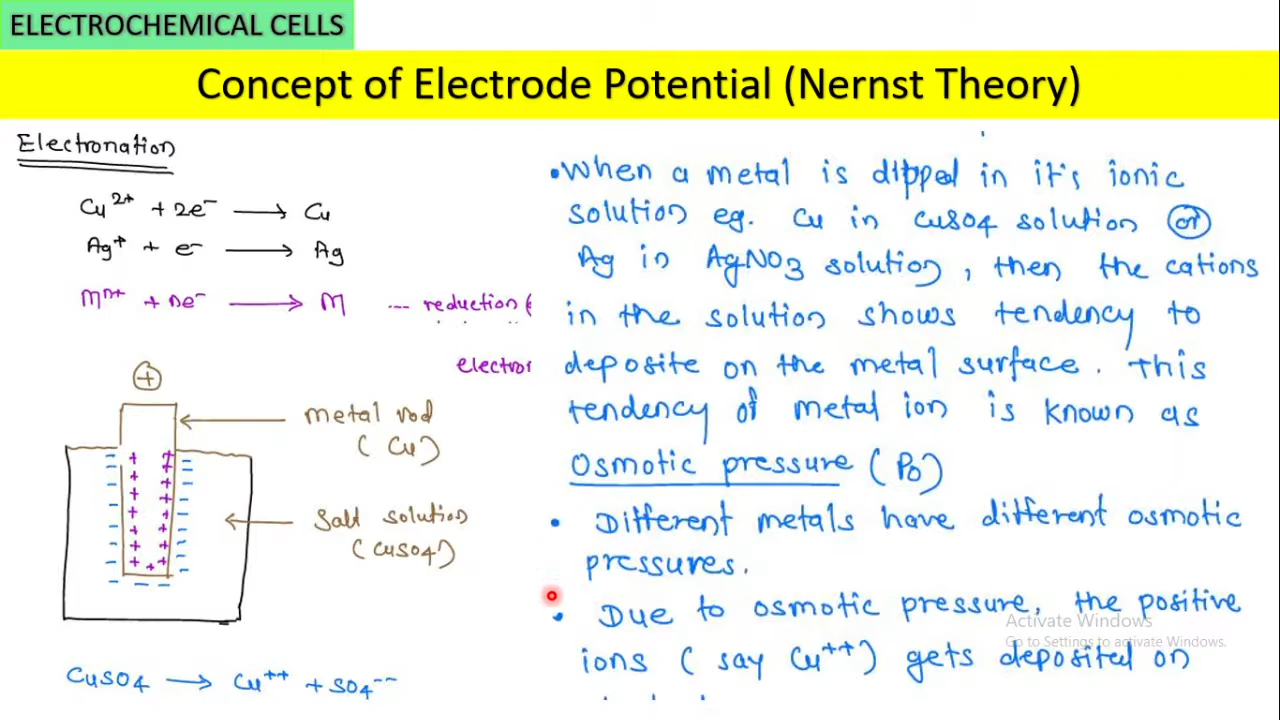 ELECTROCHEMICAL CELLS
Concept of Electrode Potential (Nernst Theory)
Electronation
Cu²⁺ + 2e⁻ ⟶ Cu
Ag⁺ + e⁻ ⟶ Ag
Mⁿ⁺ + ne⁻ ⟶ M --- reduction (
electron
+
metal rod
(Cu)
salt solution
(CuSO4)
CuSO4 ⟶ Cu⁺⁺ + SO4⁻⁻
• When a metal is dipped in it's ionic
solution eg. Cu in CuSO4 solution or
Ag in AgNO3 solution, then the cations
in the solution shows tendency to
deposite on the metal surface. This
tendency of metal ion is known as
Osmotic pressure (Po)
• Different metals have different osmotic
pressures.
• Due to osmotic pressure, the positive
ions (say Cu⁺⁺) gets deposited on
Activate Windows
Go to Settings to activate Windows.